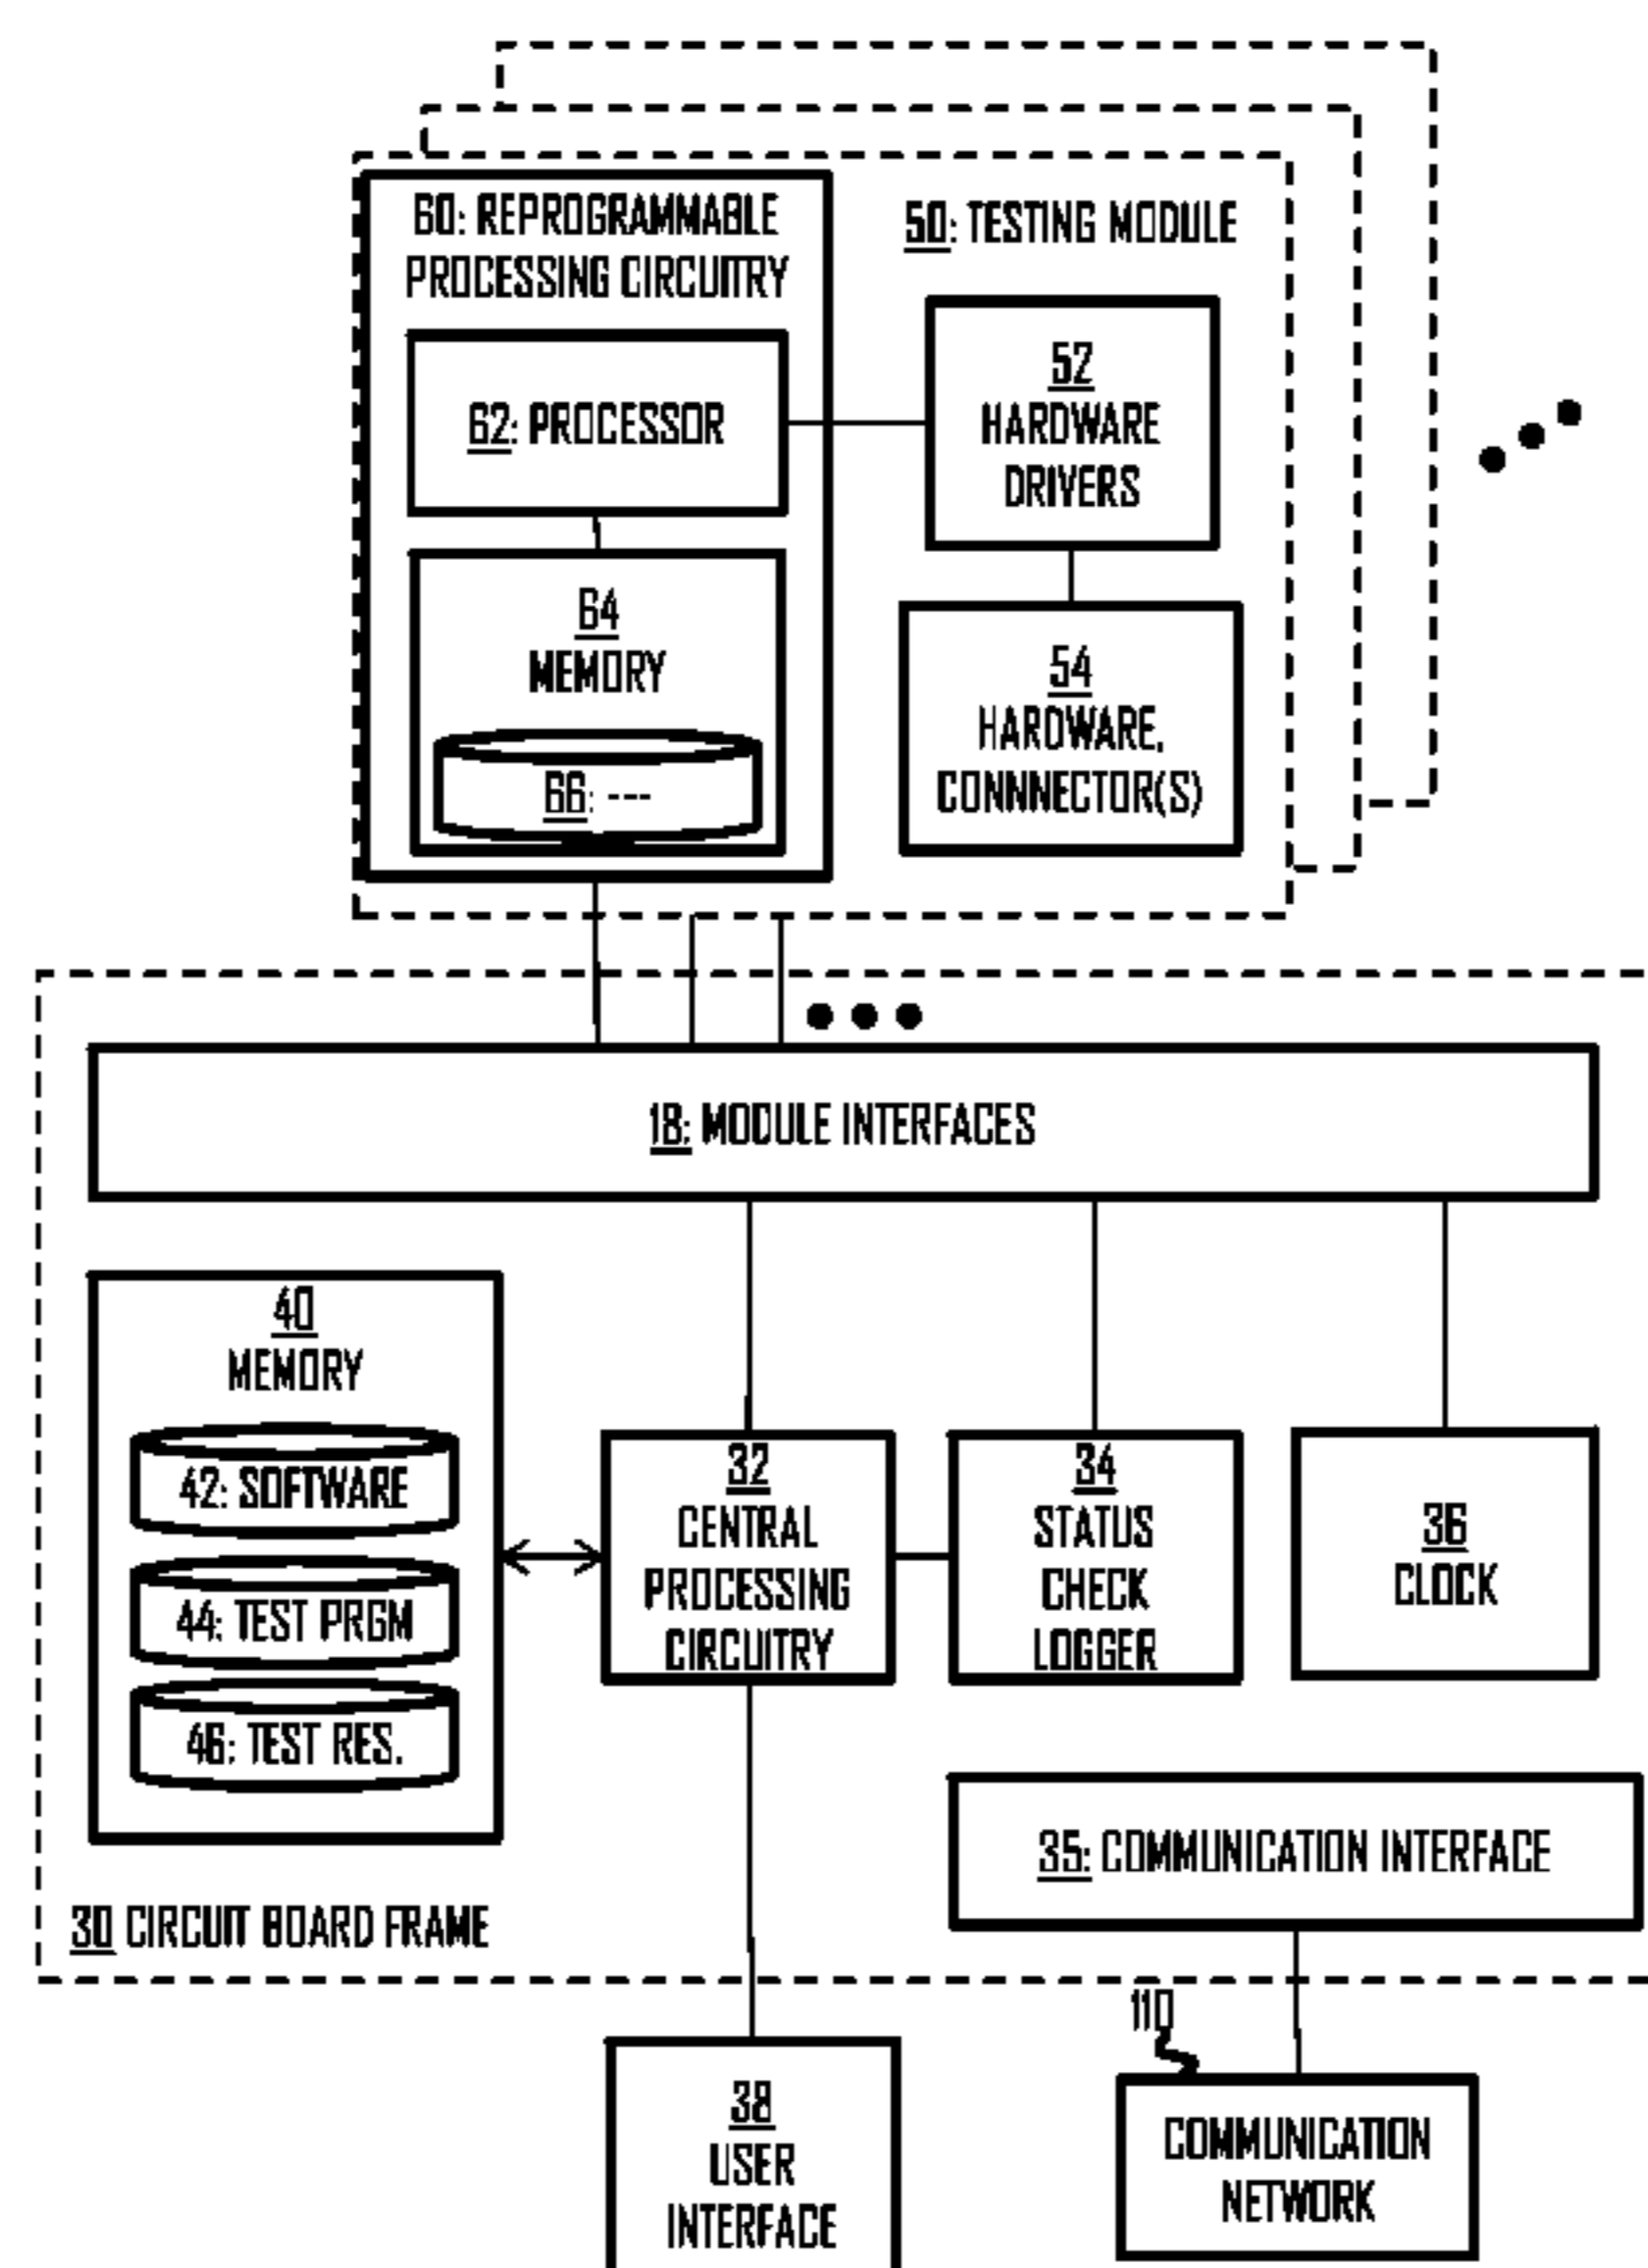 60: REPROGRAMMABLE
PROCESSING CIRCUITRY
50: TESTING MODULE
62: PROCESSOR
52
HARDWARE
DRIVERS
64
MEMORY
66: ---
54
HARDWARE,
CONNNECTOR(S)
18: MODULE INTERFACES
40
MEMORY
42: SOFTWARE
44: TEST PRGM
46: TEST RES.
32
CENTRAL
PROCESSING
CIRCUITRY
34
STATUS
CHECK
LOGGER
36
CLOCK
35: COMMUNICATION INTERFACE
30 CIRCUIT BOARD FRAME
110
38
USER
INTERFACE
COMMUNICATION
NETWORK